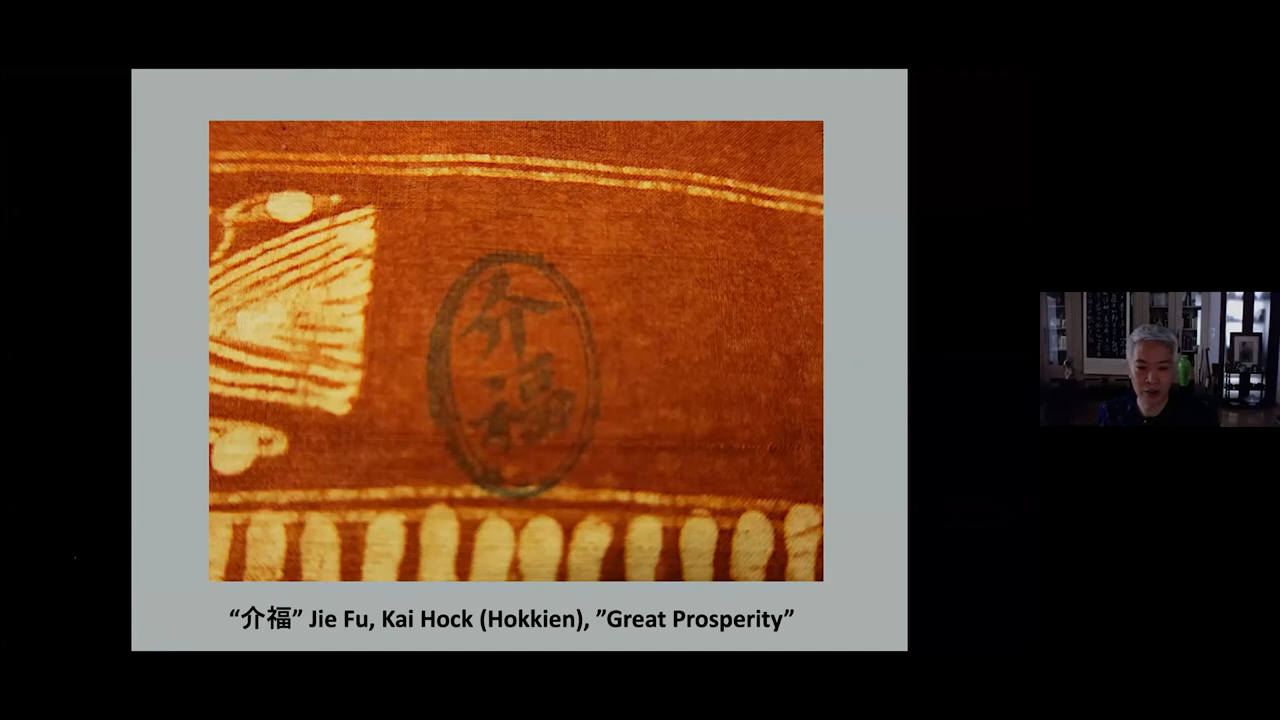 介
福
“介福” Jie Fu, Kai Hock (Hokkien), ”Great Prosperity”